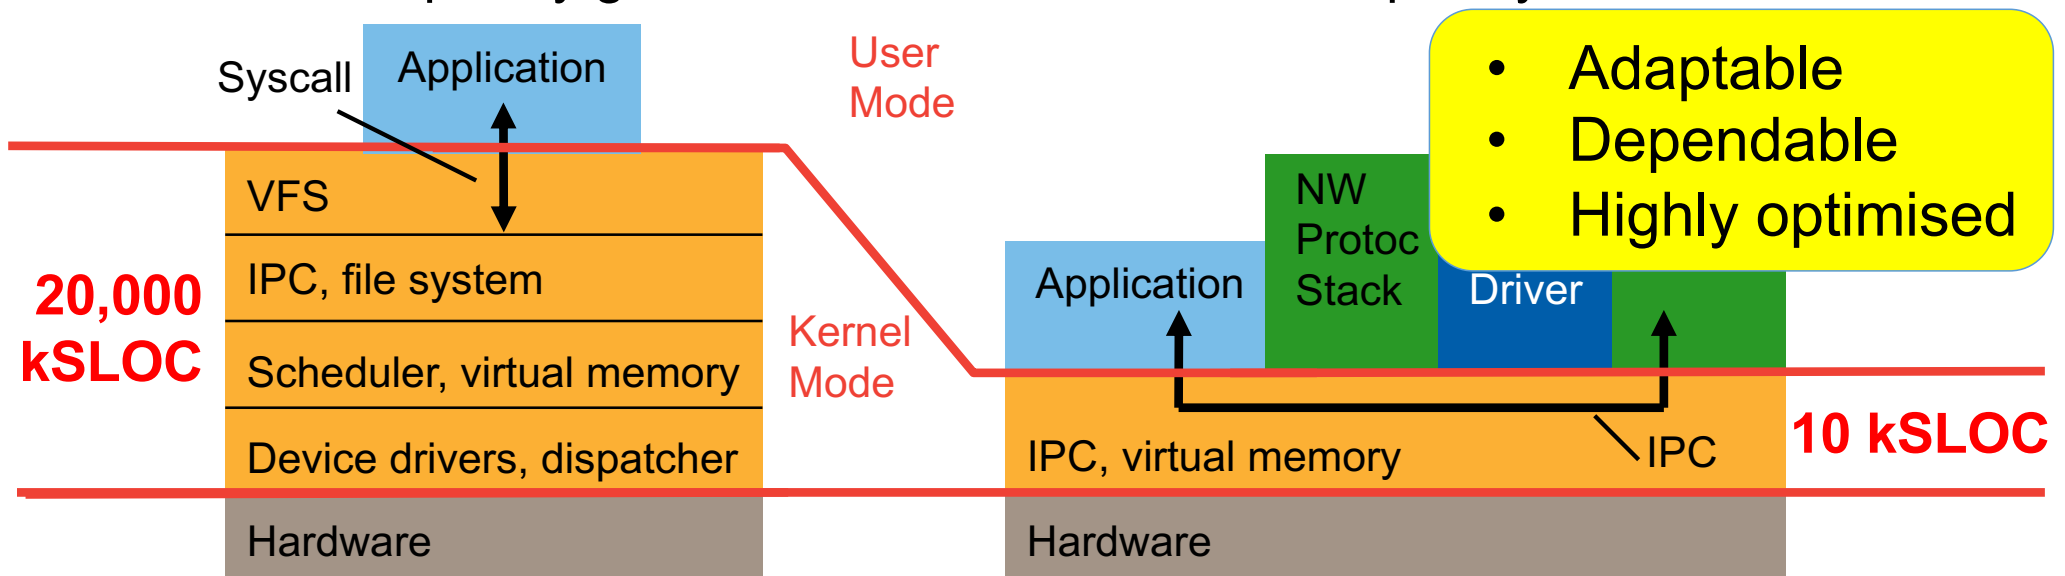 Syscall
Application
User
Mode
• Adaptable
• Dependable
• Highly optimised
VFS
IPC, file system
Scheduler, virtual memory
Device drivers, dispatcher
Hardware
20,000
kSLOC
Kernel
Mode
Application
NW
Protoc
Stack
Driver
IPC, virtual memory
IPC
Hardware
10 kSLOC